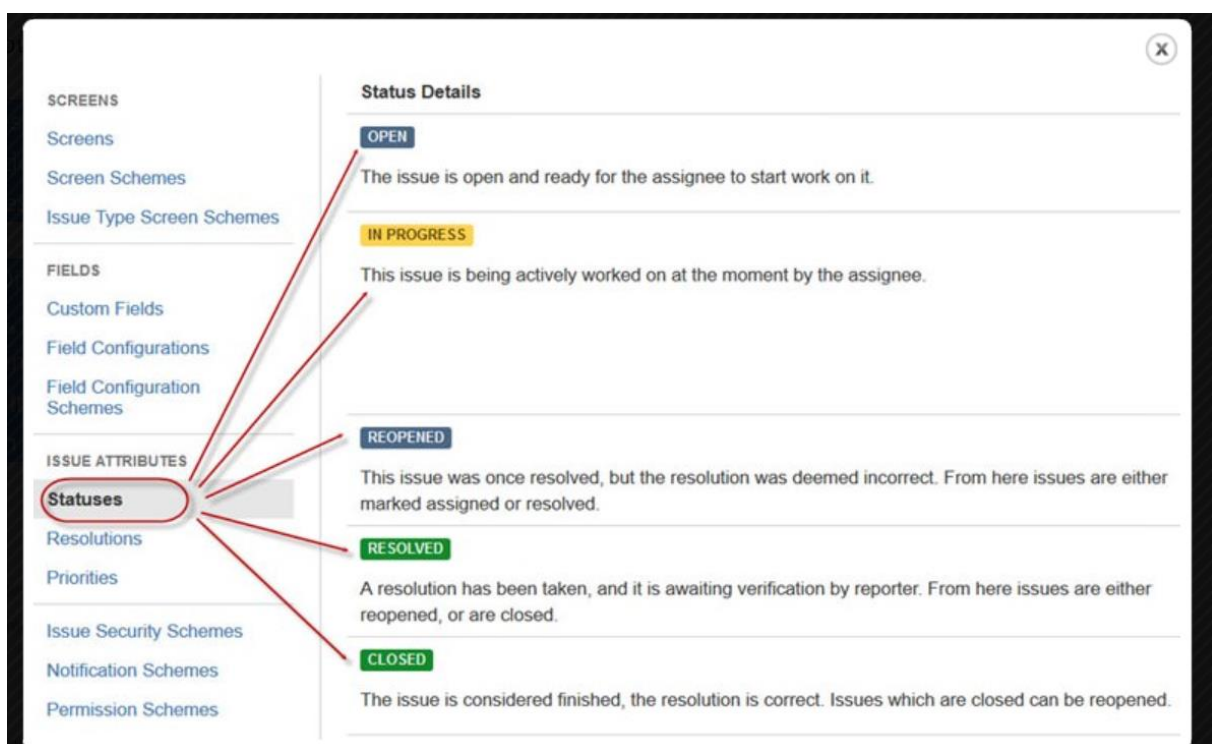 x
SCREENS
Screens
Screen Schemes
Issue Type Screen Schemes
FIELDS
Custom Fields
Field Configurations
Field Configuration
Schemes
ISSUE ATTRIBUTES
Statuses
Resolutions
Priorities
Issue Security Schemes
Notification Schemes
Permission Schemes
Status Details
OPEN
The issue is open and ready for the assignee to start work on it.
IN PROGRESS
This issue is being actively worked on at the moment by the assignee.
REOPENED
This issue was once resolved, but the resolution was deemed incorrect. From here issues are either
marked assigned or resolved.
RESOLVED
A resolution has been taken, and it is awaiting verification by reporter. From here issues are either
reopened, or are closed.
CLOSED
The issue is considered finished, the resolution is correct. Issues which are closed can be reopened.